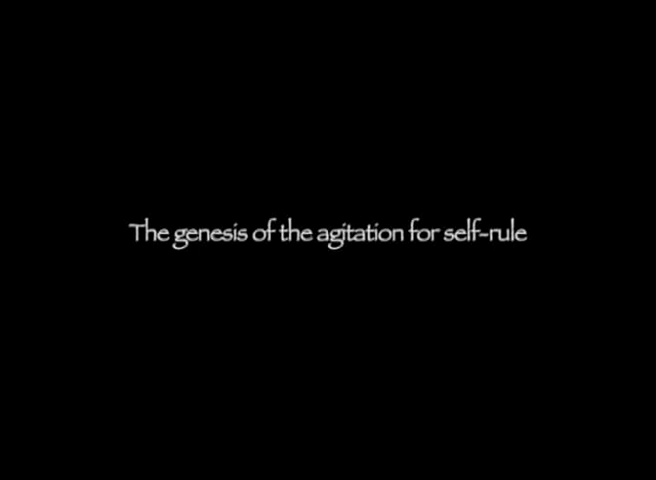 The genesis of the agitation for self-rule